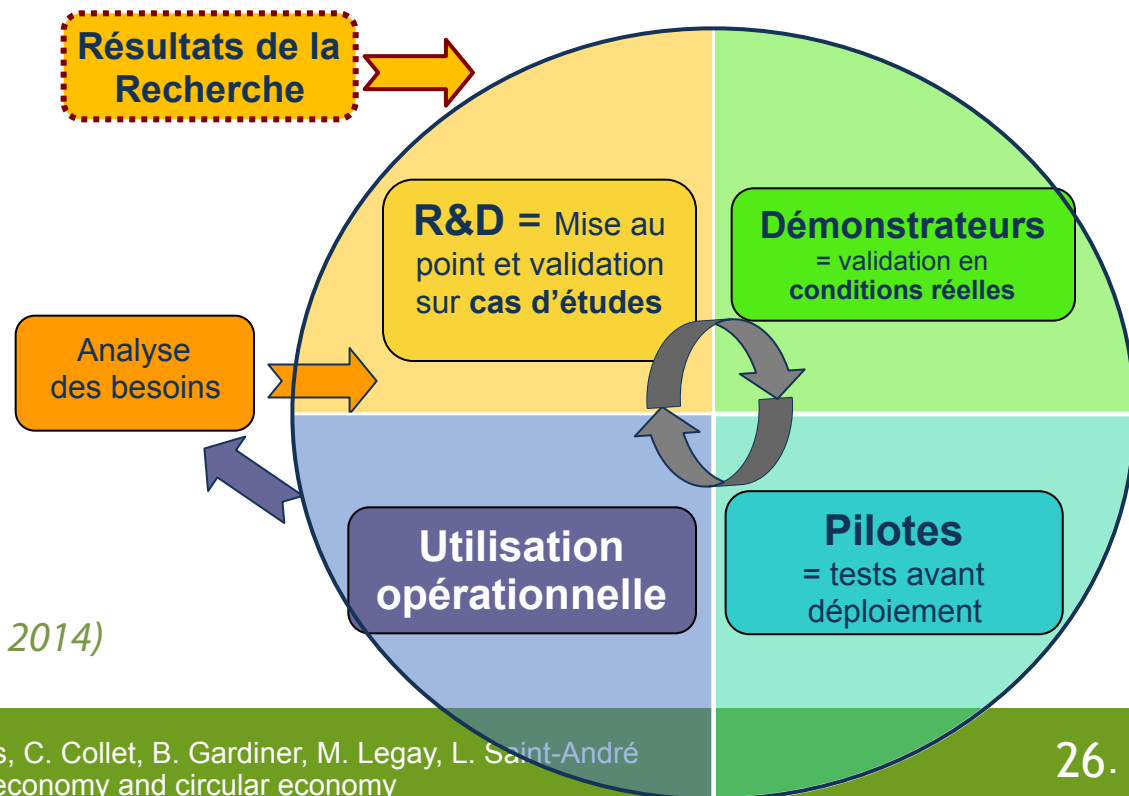 Résultats de la
Recherche
R&D = Mise au
point et validation
sur cas d'études
Démonstrateurs
= validation en
conditions réelles
Analyse
des besoins
Utilisation
opérationnelle
Pilotes
= tests avant
déploiement
2014)
s, C. Collet, B. Gardiner, M. Legay, L. Saint-André
economy and circular economy
26.